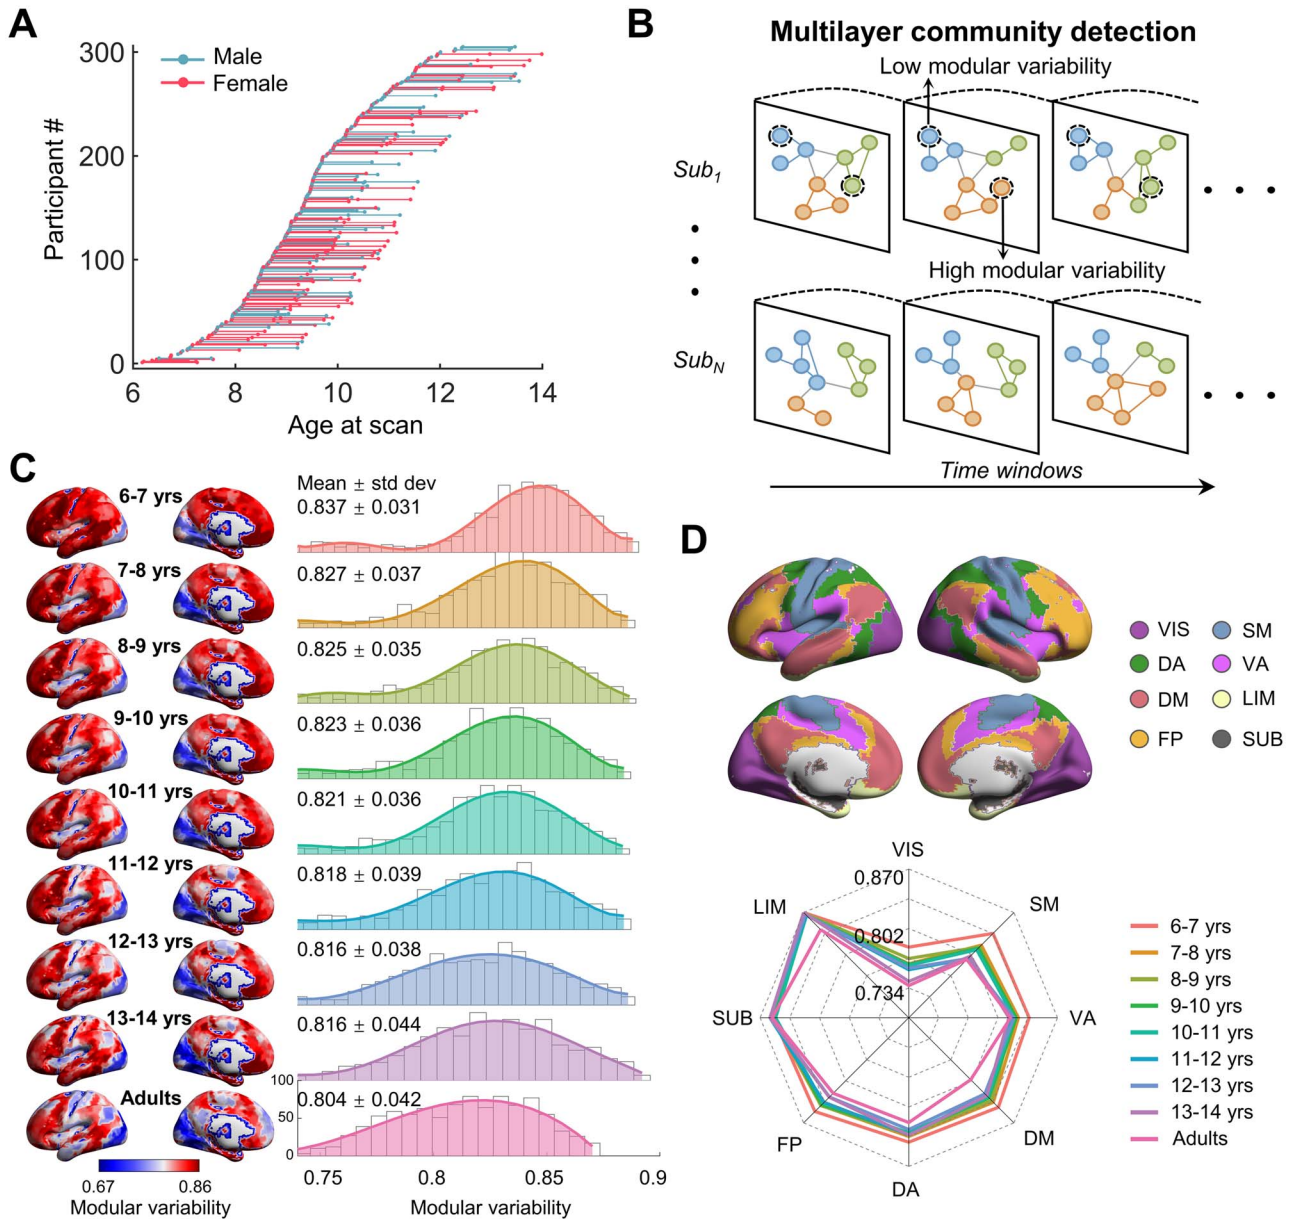 A
300
200
100
0
Participant #
Male
Female
6
8
10
12
14
Age at scan
B
Multilayer community detection
Low modular variability
Sub1
High modular variability
SubN
Time windows
C
6-7 yrs
7-8 yrs
8-9 yrs
9-10 yrs
10-11 yrs
11-12 yrs
12-13 yrs
13-14 yrs
Adults
0.67
0.86
Modular variability
Mean ± std dev
0.837 ± 0.031
0.827 ± 0.037
0.825 ± 0.035
0.823 ± 0.036
0.821 ± 0.036
0.818 ± 0.039
0.816 ± 0.038
0.816 ± 0.044
0.804 ± 0.042
100
50
0
0.75
0.8
0.85
0.9
Modular variability
D
VIS
SM
DA
VA
DM
LIM
FP
SUB
VIS
SM
VA
DM
DA
FP
SUB
LIM
0.870
0.802
0.734
6-7 yrs
7-8 yrs
8-9 yrs
9-10 yrs
10-11 yrs
11-12 yrs
12-13 yrs
13-14 yrs
Adults